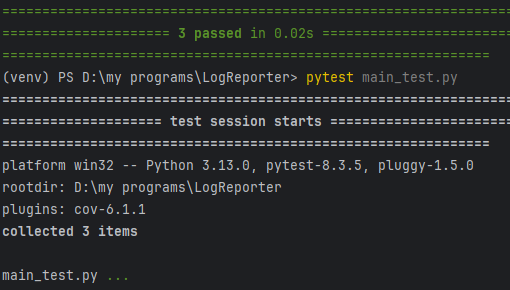 ===============================================================
===================== 3 passed in 0.02s =======================
============================================================
(venv) PS D:\my programs\LogReporter> pytest main_test.py
===============================================================
==================== test session starts ======================
============================================================
platform win32 -- Python 3.13.0, pytest-8.3.5, pluggy-1.5.0
rootdir: D:\my programs\LogReporter
plugins: cov-6.1.1
collected 3 items
main_test.py ...